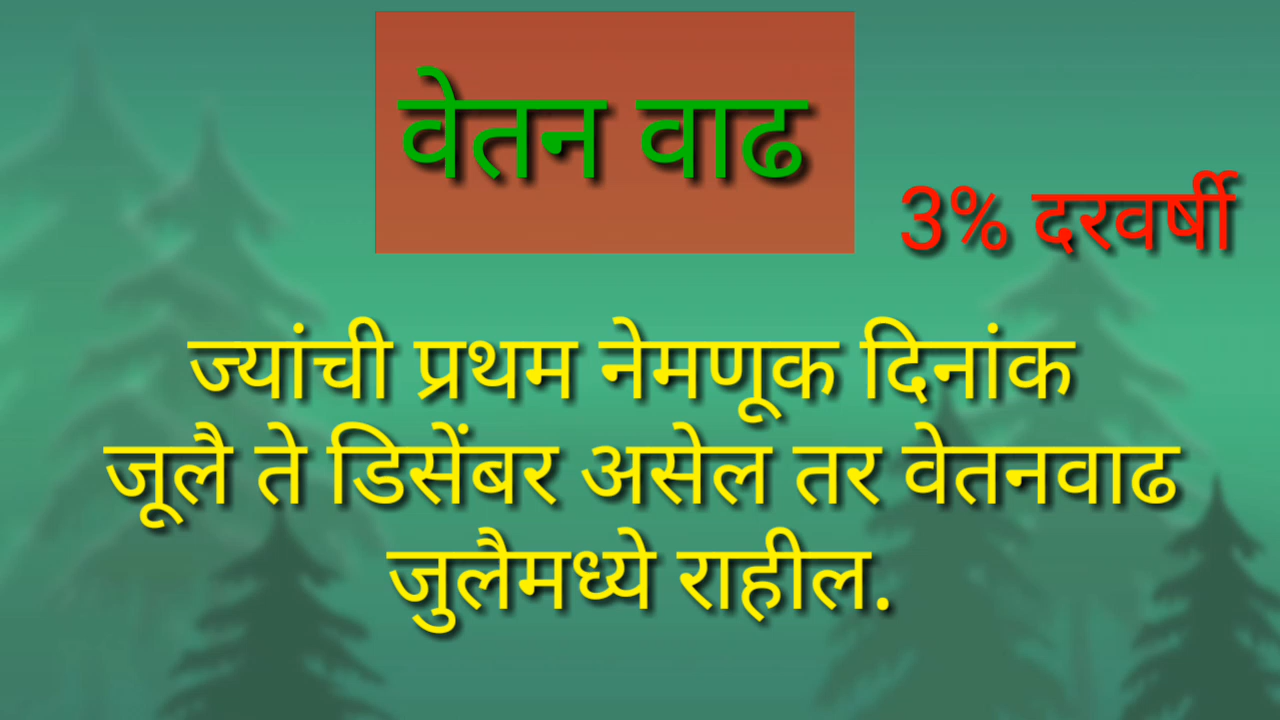 वेतन वाढ
3% दरवर्षी
ज्यांची प्रथम नेमणूक दिनांक
जूलै ते डिसेंबर असेल तर वेतनवाढ
जुलैमध्ये राहील.